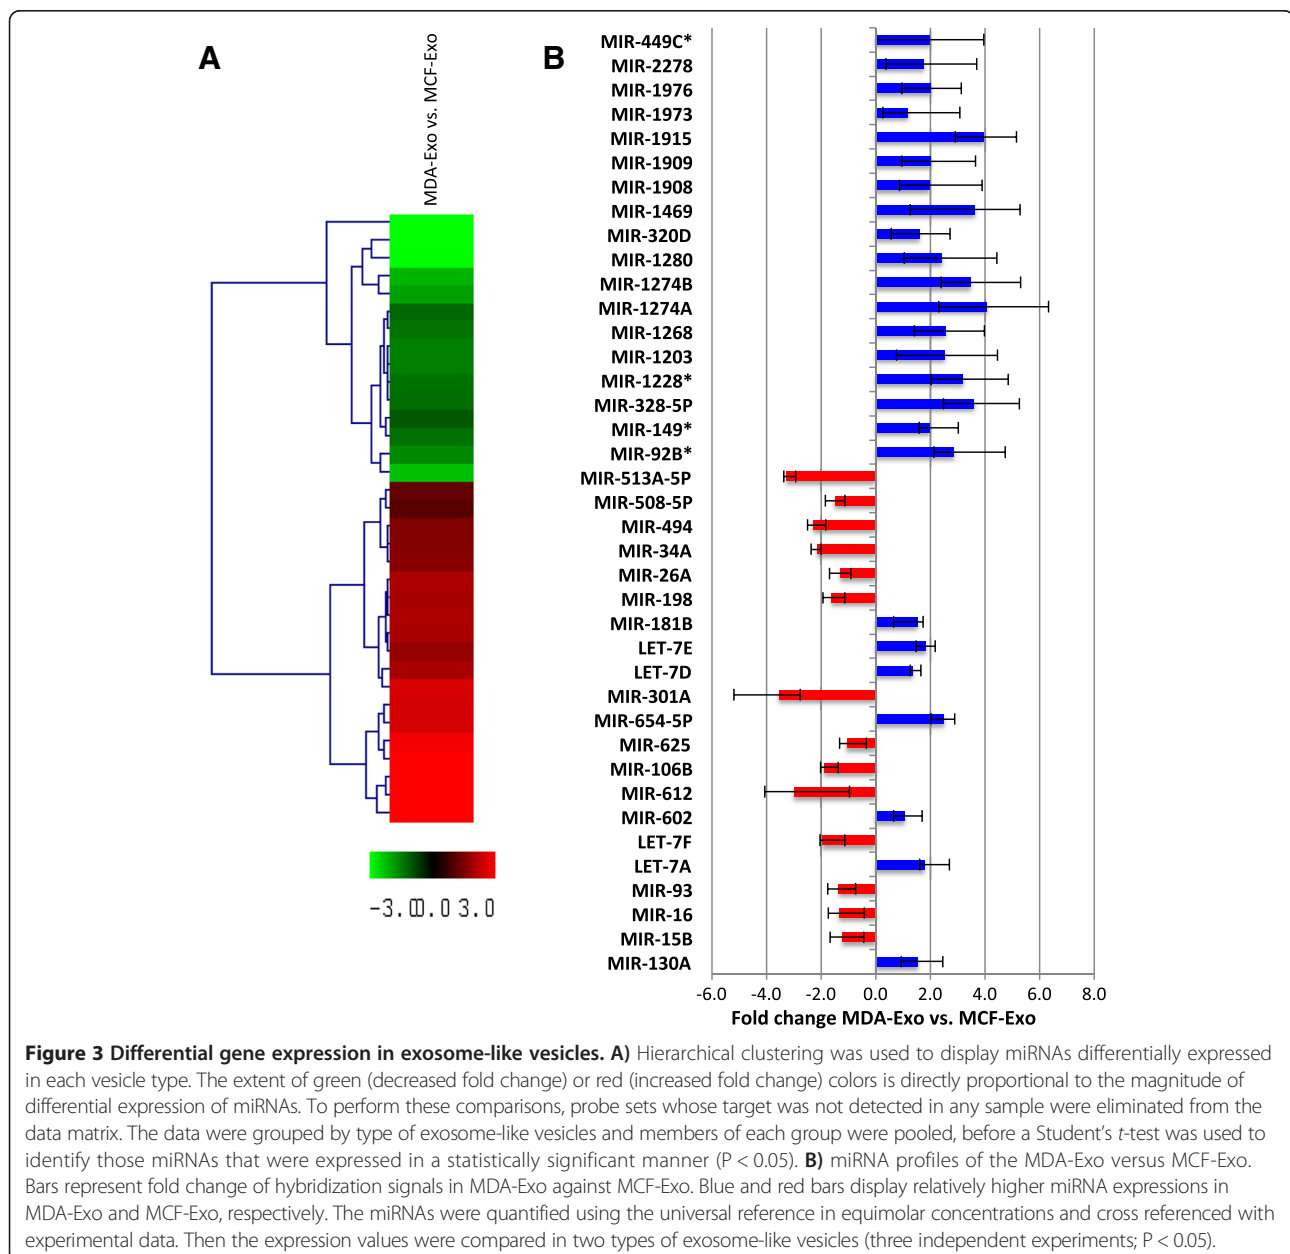 A
MDA-Exo vs. MCF-Exo
-3.0 0.0 3.0
B
MIR-449C*
MIR-2278
MIR-1976
MIR-1973
MIR-1915
MIR-1909
MIR-1908
MIR-1469
MIR-320D
MIR-1280
MIR-1274B
MIR-1274A
MIR-1268
MIR-1203
MIR-1228*
MIR-328-5P
MIR-149*
MIR-92B*
MIR-513A-5P
MIR-508-5P
MIR-494
MIR-34A
MIR-26A
MIR-198
MIR-181B
LET-7E
LET-7D
MIR-301A
MIR-654-5P
MIR-625
MIR-106B
MIR-612
MIR-602
LET-7F
LET-7A
MIR-93
MIR-16
MIR-15B
MIR-130A
-6.0 -4.0 -2.0 0.0 2.0 4.0 6.0 8.0
Fold change MDA-Exo vs. MCF-Exo
Figure 3 Differential gene expression in exosome-like vesicles. A) Hierarchical clustering was used to display miRNAs differentially expressed
in each vesicle type. The extent of green (decreased fold change) or red (increased fold change) colors is directly proportional to the magnitude of
differential expression of miRNAs. To perform these comparisons, probe sets whose target was not detected in any sample were eliminated from the
data matrix. The data were grouped by type of exosome-like vesicles and members of each group were pooled, before a Student's t-test was used to
identify those miRNAs that were expressed in a statistically significant manner (P < 0.05). B) miRNA profiles of the MDA-Exo versus MCF-Exo.
Bars represent fold change of hybridization signals in MDA-Exo against MCF-Exo. Blue and red bars display relatively higher miRNA expressions in
MDA-Exo and MCF-Exo, respectively. The miRNAs were quantified using the universal reference in equimolar concentrations and cross referenced with
experimental data. Then the expression values were compared in two types of exosome-like vesicles (three independent experiments; P < 0.05).